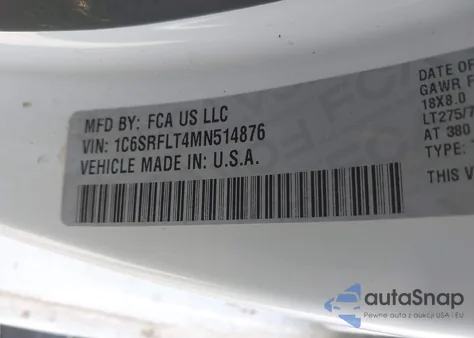 MFD BY: FCA US LLC
VIN: 1C6SRFLT4MN514876
VEHICLE MADE IN: U.S.A.
DATE OF
GAWR F
18X8.0
LT275/7
AT 380
TYPE:
THIS V
autoSnap
Pewne auta z aukcji USA i EU